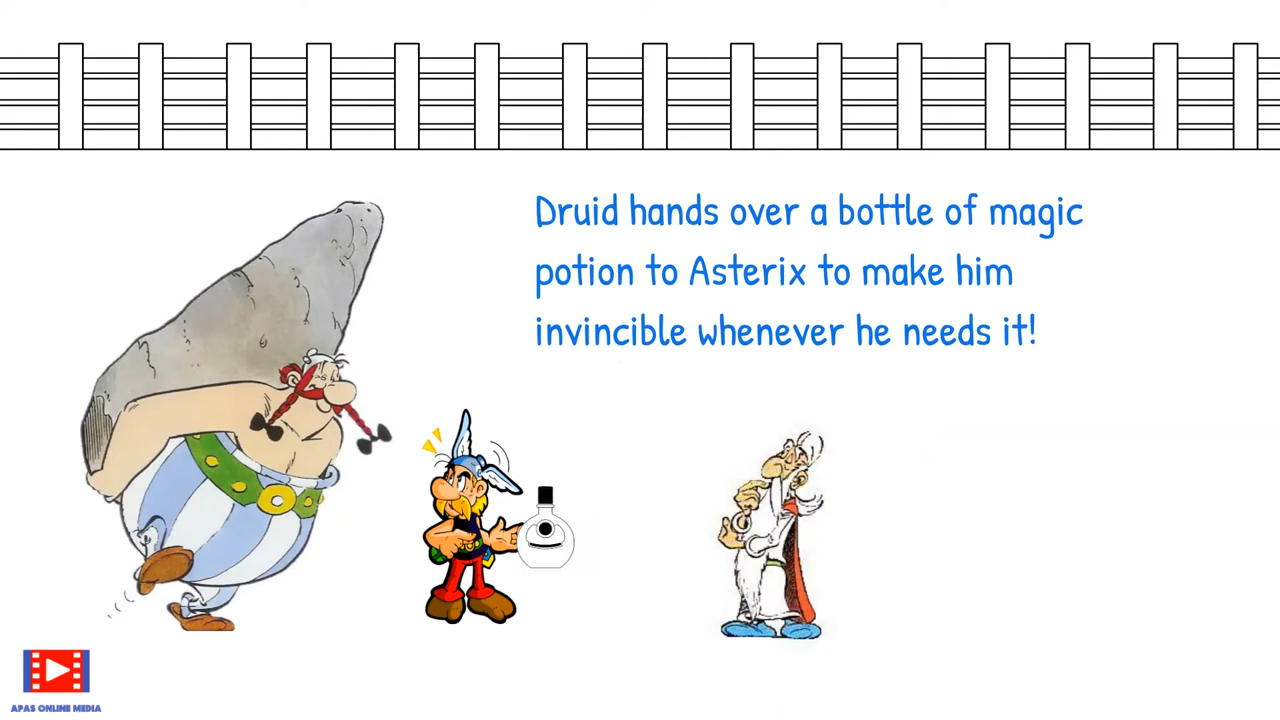 Druid hands over a bottle of magic
potion to Asterix to make him
invincible whenever he needs it!
APAS ONLINE MEDIA